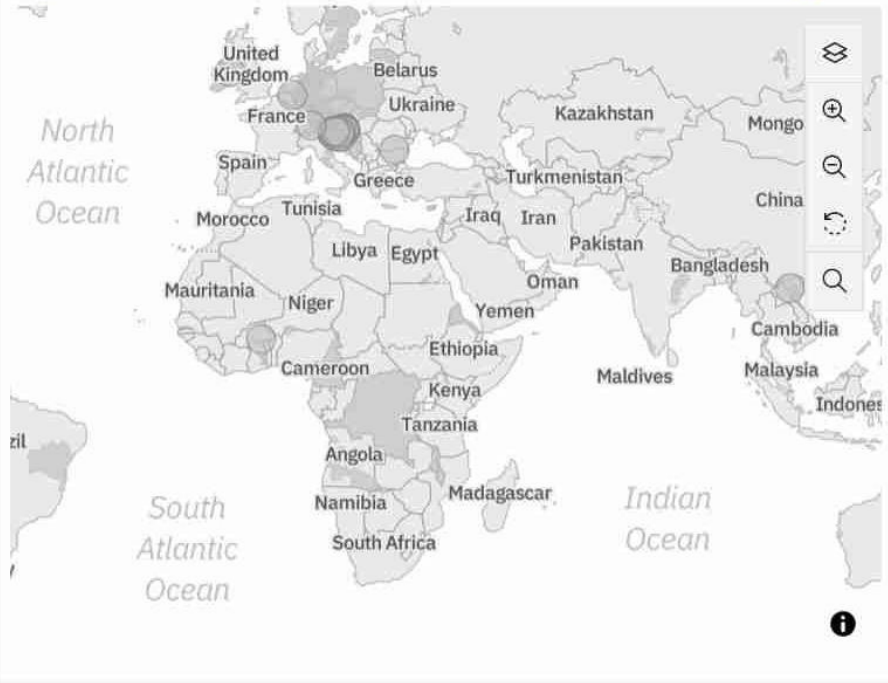 United
Kingdom
Belarus
Ukraine
France
Kazakhstan
Mongo
North
Atlantic
Ocean
Spain
Greece
Turkmenistan
China
Morocco
Tunisia
Iraq
Iran
Libya
Egypt
Pakistan
Bangladesh
Oman
Mauritania
Niger
Yemen
Cambodia
Ethiopia
Cameroon
Maldives
Malaysia
Kenya
Indones
Tanzania
zil
Angola
Namibia
Madagascar
South
Atlantic
Ocean
Indian
Ocean
South Africa